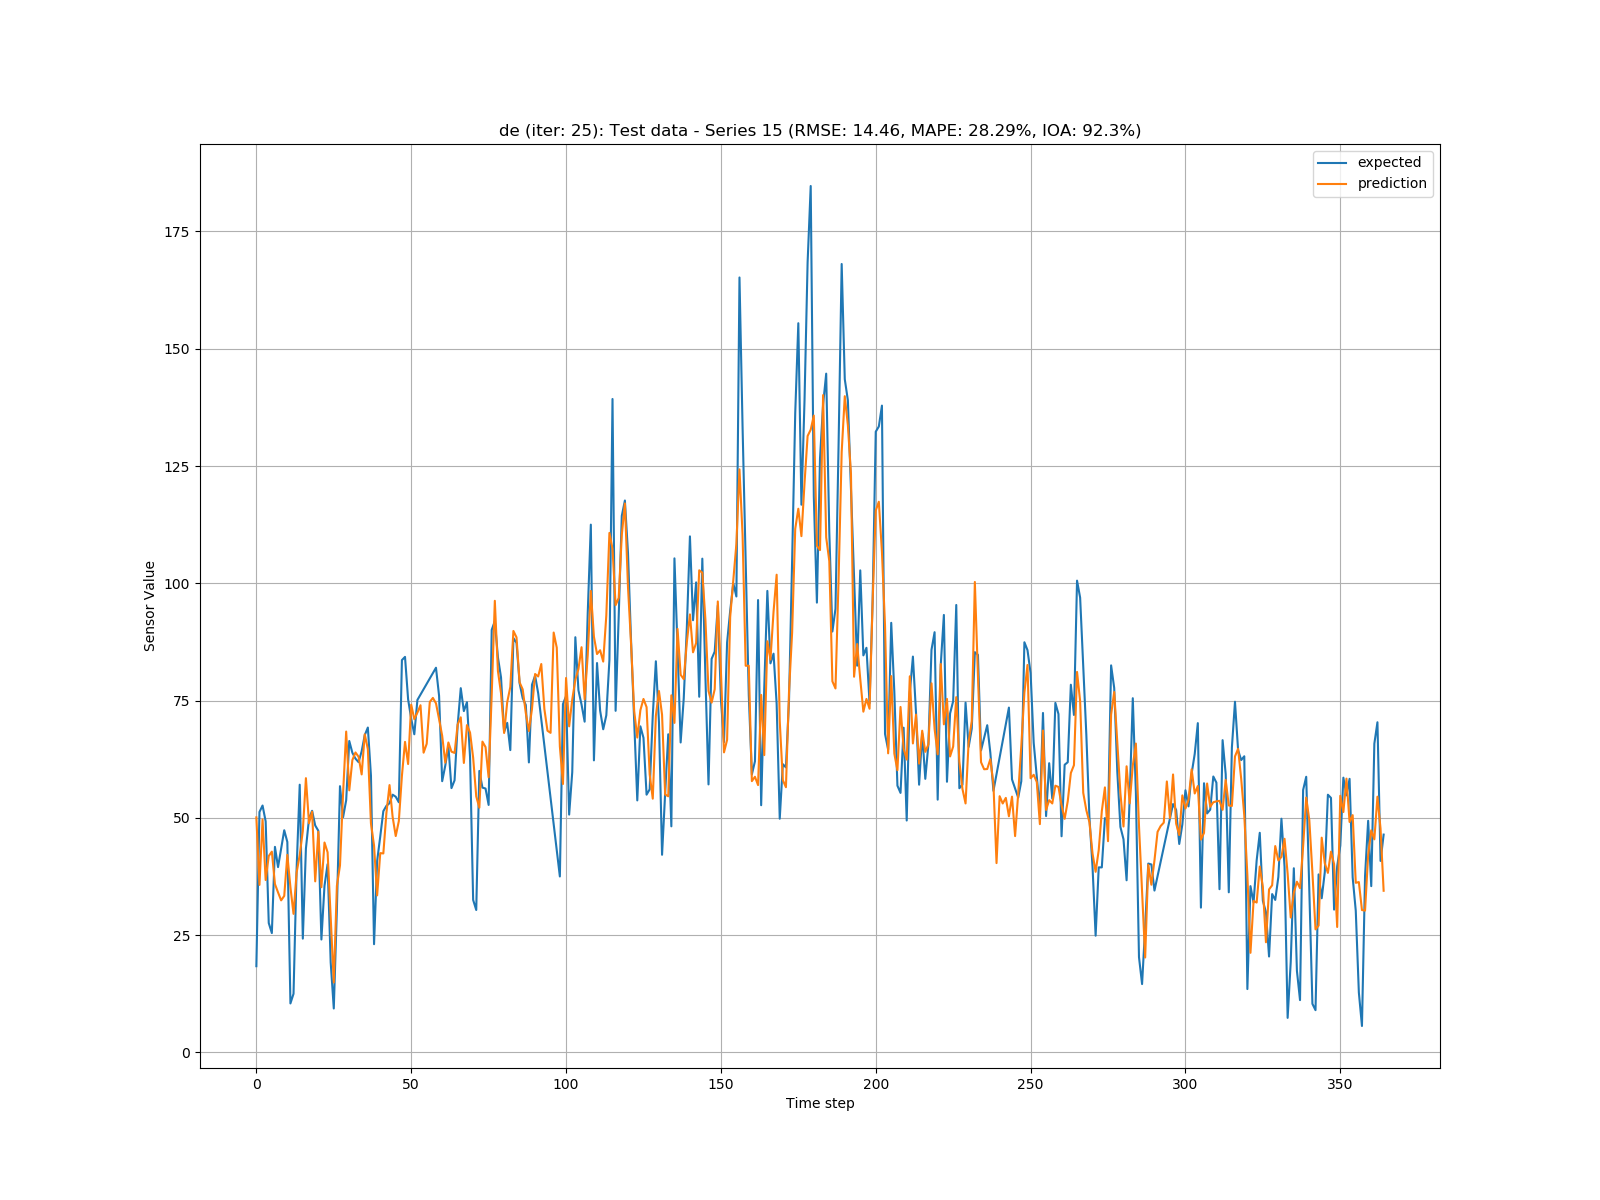 de (iter: 25): Test data - Series 15 (RMSE: 14.46, MAPE: 28.29%, IOA: 92.3%)
expected
prediction
175
150
125
100
75
50
25
0
Sensor Value
0 50 100 150 200 250 300 350
Time step